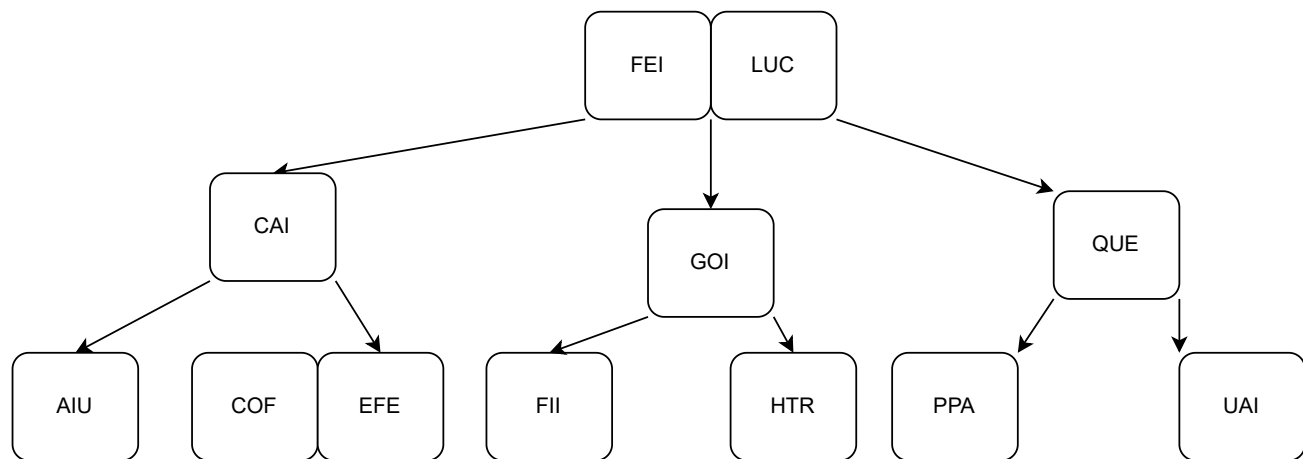 FEI LUC
CAI
GOI
QUE
AIU COF EFE FII HTR PPA UAI